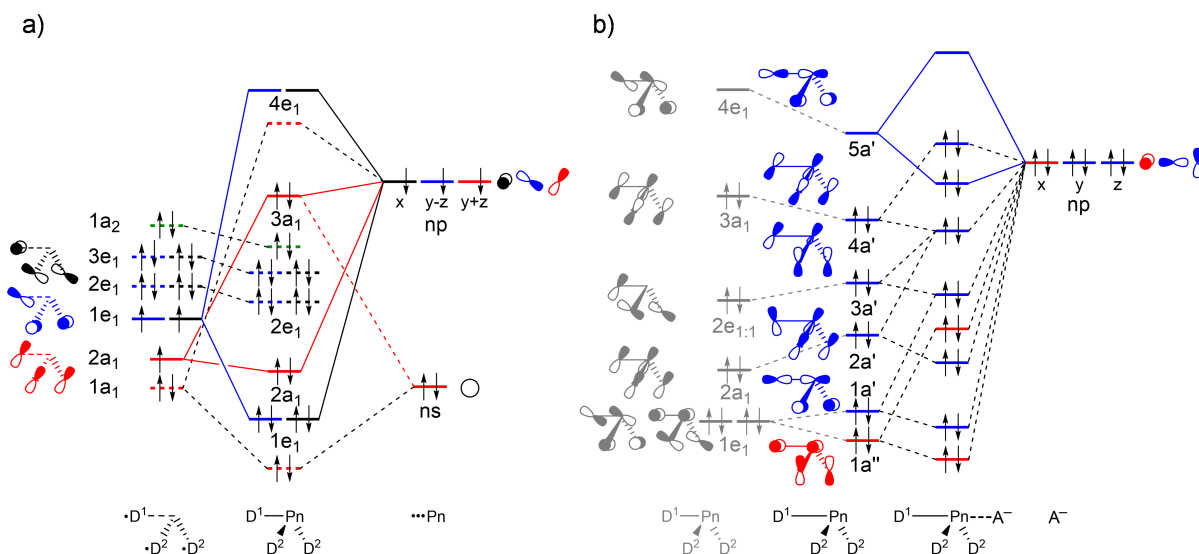 a)
b)
4e₁
3a₁
1a₂
3e₁
2e₁
1e₁
2a₁
1a₁
2e₁
2a₁
1e₁
x y-z y+z
np
ns
•D¹
•D² •D²
D¹ Pn
D² D²
•••Pn
4e₁
3a₁
2e₁:₁
2a₁
1e₁
5a'
4a'
3a'
2a'
1a'
1a''
x y z
np
D¹ Pn
D² D²
D¹ Pn
D² D²
D¹ Pn A⁻
D² D²
A⁻